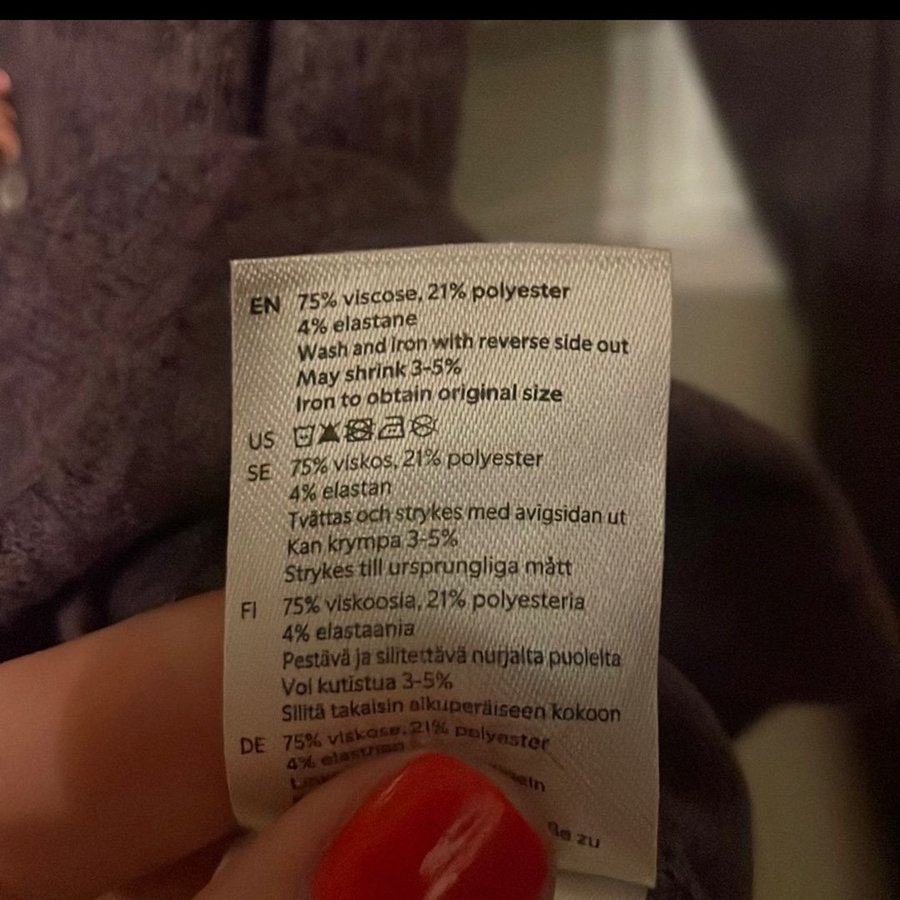 EN 75% viscose, 21% polyester
4% elastane
Wash and iron with reverse side out
May shrink 3-5%
Iron to obtain original size
US
SE 75% viskos, 21% polyester
4% elastan
Tvättas och strykes med avigsidan ut
Kan krympa 3-5%
Strykes till ursprungliga mått
FI 75% viskoosia, 21% polyesteria
4% elastaania
Pestävä ja silitettävä nurjalta puolelta
Voi kutistua 3-5%
Silitä takaisin alkuperäiseen kokoon
DE 75% viskose, 21% polyester
4% elasthan
zu